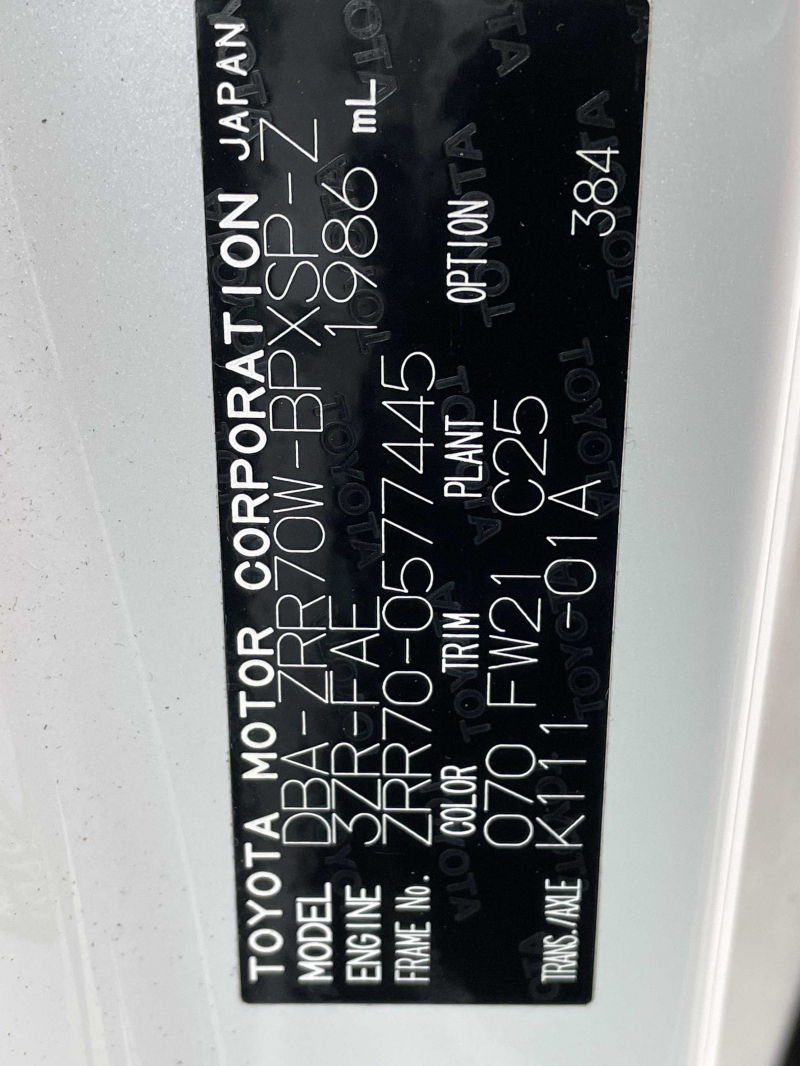 TOYOTA MOTOR CORPORATION JAPAN
MODEL DBA-ZRR70W-BPXSP-Z
ENGINE 3ZR-FAE 1986 mL
FRAME No. ZRR70-0577445
COLOR TRIM PLANT OPTION
070 FW21 C25
TRANS./AXLE K111 -01A 384